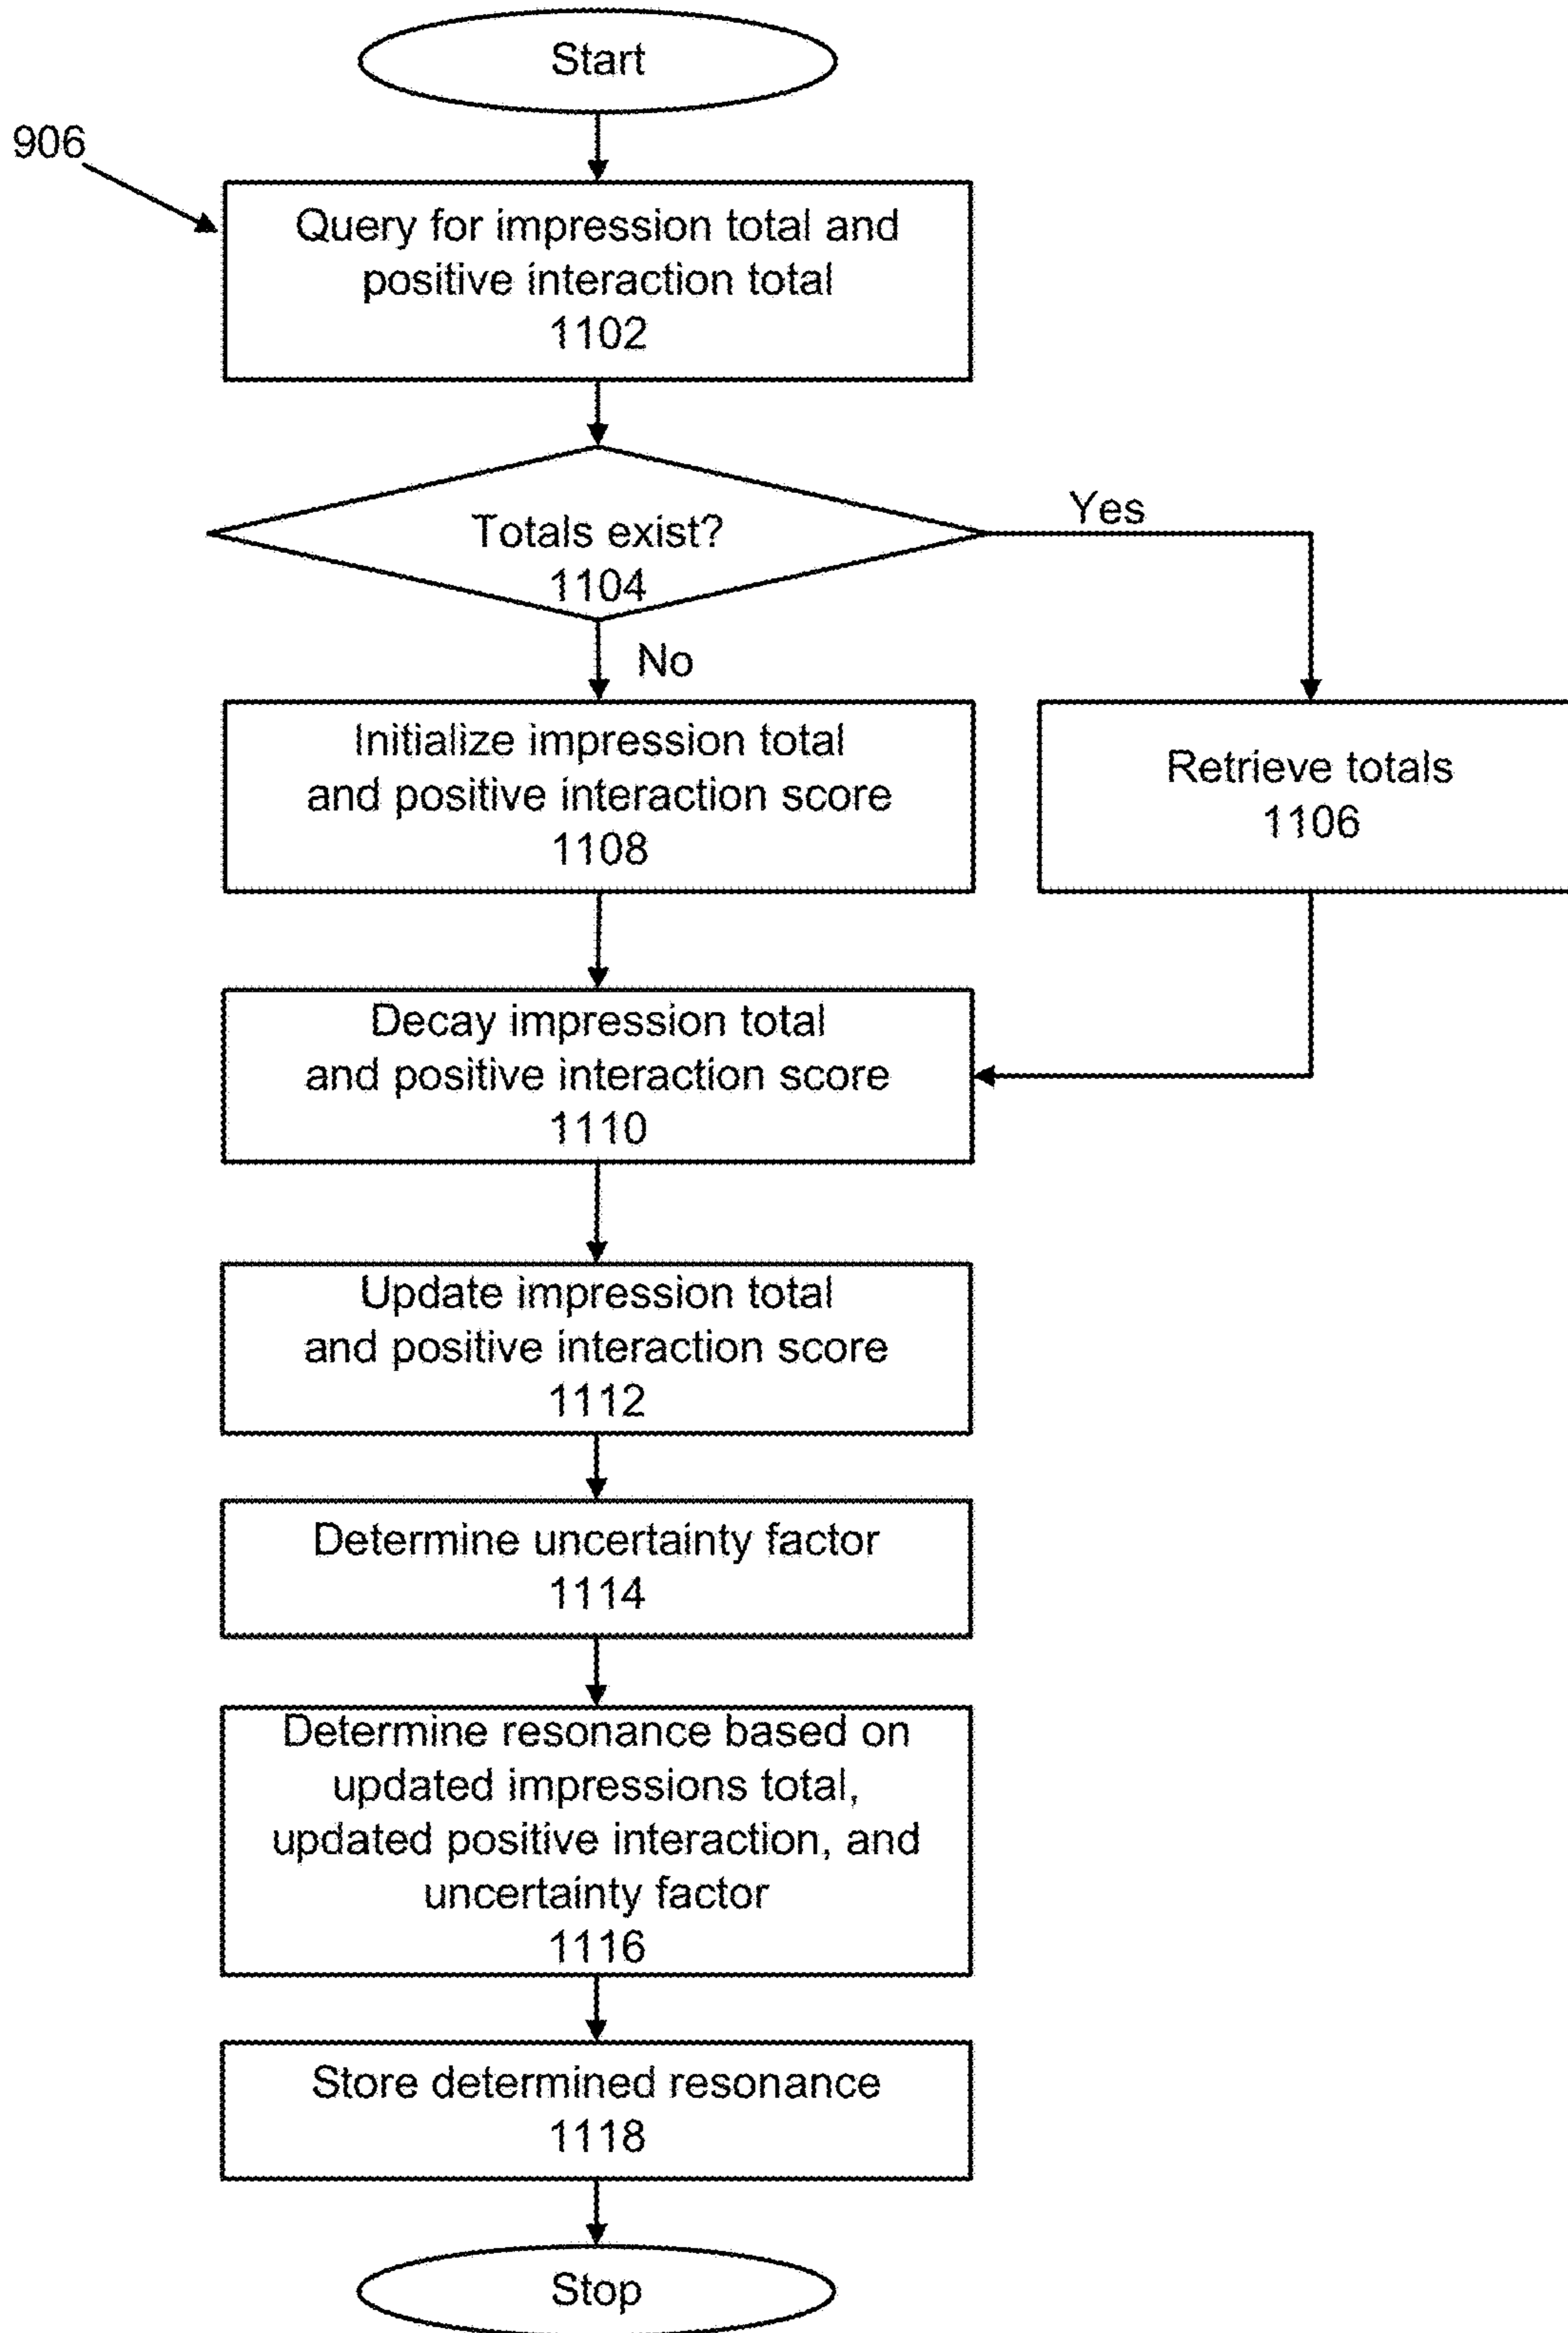 Start
906
Query for impression total and
positive interaction total
1102
Totals exist?
1104
Yes
No
Initialize impression total
and positive interaction score
1108
Retrieve totals
1106
Decay impression total
and positive interaction score
1110
Update impression total
and positive interaction score
1112
Determine uncertainty factor
1114
Determine resonance based on
updated impressions total,
updated positive interaction, and
uncertainty factor
1116
Store determined resonance
1118
Stop